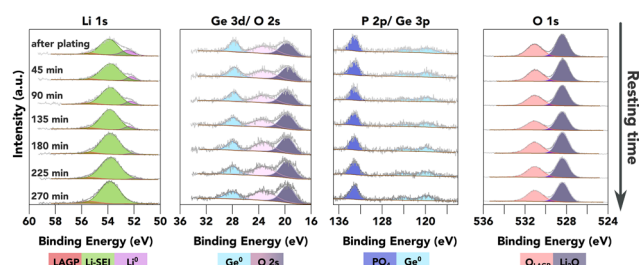 Li 1s
Ge 3d/ O 2s
P 2p/ Ge 3p
O 1s
after plating
45 min
90 min
135 min
180 min
225 min
270 min
Intensity (a.u.)
Resting time
60 58 56 54 52 50
36 32 28 24 20 16
136 128 120
536 532 528 524
Binding Energy (eV)
Binding Energy (eV)
Binding Energy (eV)
Binding Energy (eV)
LAGP Li-SEI Li⁰
Ge⁰ O 2s
PO₄ Ge⁰
Li-O